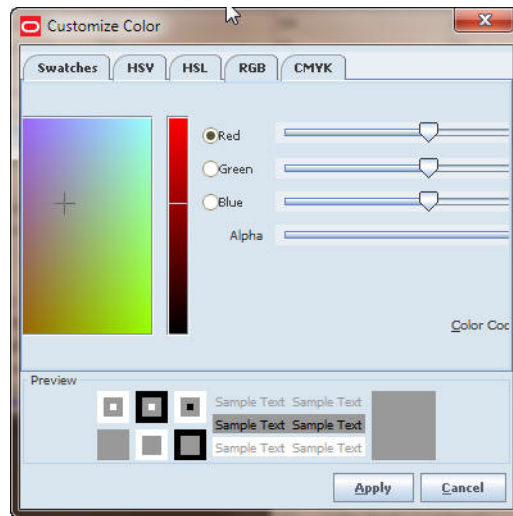 Customize Color
Swatches HSV HSL RGB CMYK
Red
Green
Blue
Alpha
Color Coc
Preview
Sample Text Sample Text
Sample Text Sample Text
Sample Text Sample Text
Apply Cancel